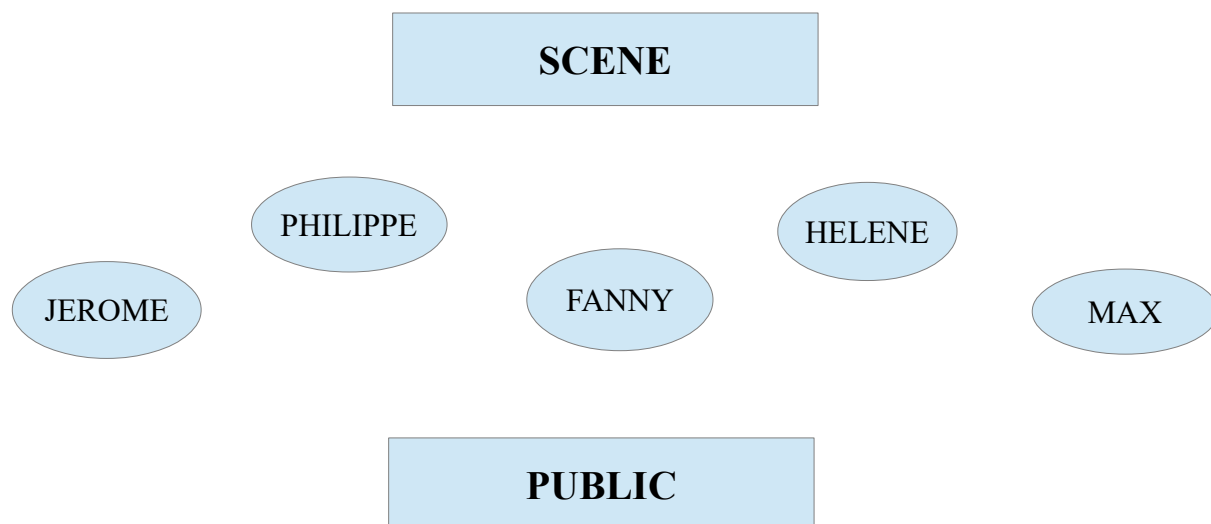 SCENE
PHILIPPE
HELENE
JEROME
FANNY
MAX
PUBLIC